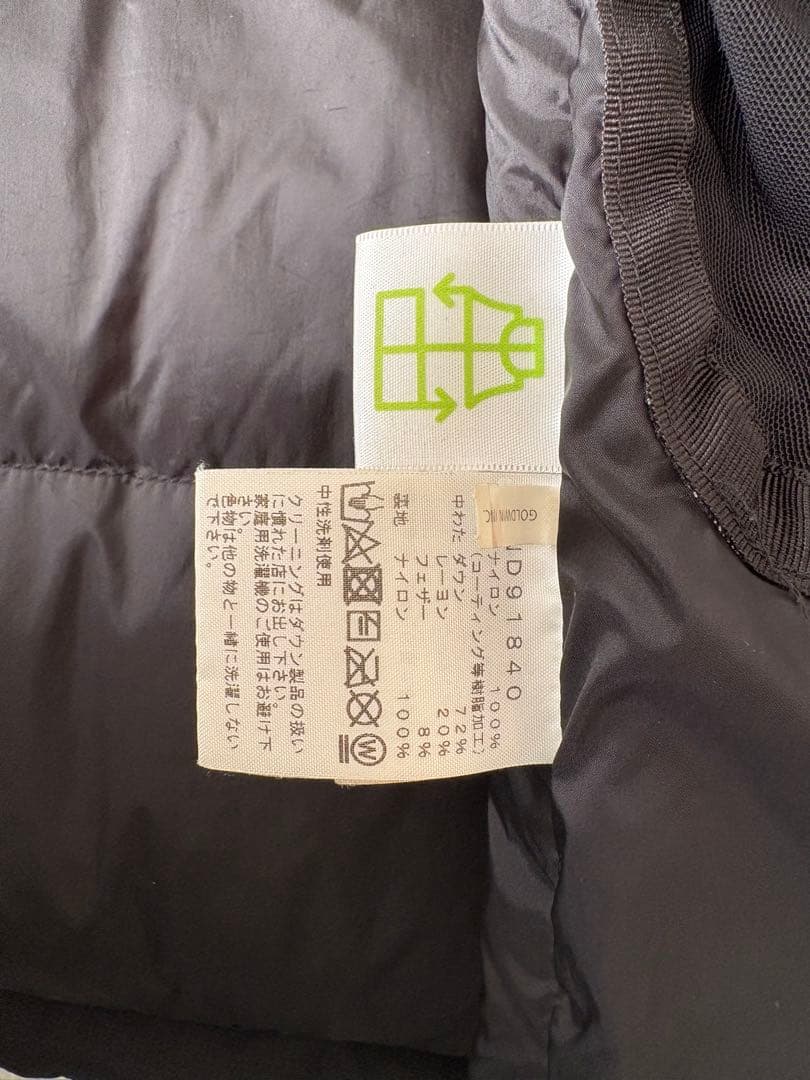 GOLDWIN INC
ND91840
ナイロン 100%
(コーティング等樹脂加工)
中わた ダウン 72%
レーヨン 20%
フェザー 8%
裏地 ナイロン 100%
W
中性洗剤使用
クリーニングはダウン製品の扱い
に慣れた店にお出し下さい。
家庭用洗濯機のご使用はお避け下
さい。
色物は他の物と一緒に洗濯しない
で下さい。